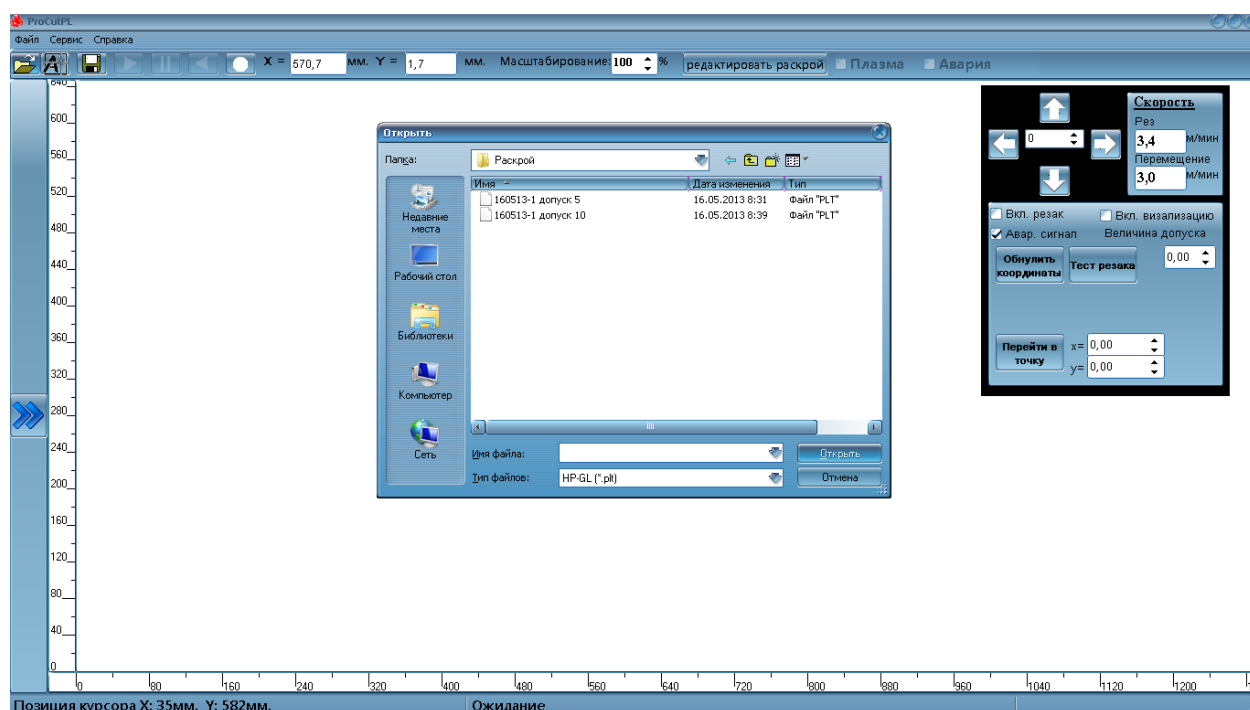 ProCutPL
Файл Сервис Справка
X = 570,7 мм. Y = 1,7 мм. Масштабирование: 100 % редактировать раскрой Плазма Авария
640
600
560
520
480
440
400
360
320
280
240
200
160
120
80
40
0
0 80 160 240 320 400 480 560 640 720 800 880 960 1040 1120 1200
Открыть
Папка: Раскрой
Имя Дата изменения Тип
160513-1 допуск 5 16.05.2013 8:31 Файл "PLT"
160513-1 допуск 10 16.05.2013 8:39 Файл "PLT"
Недавние
места
Рабочий стол
Библиотеки
Компьютер
Сеть
Имя файла: Открыть
Тип файлов: HP-GL (*.plt) Отмена
Скорость
Рез
0
3,4 м/мин
Перемещение
3,0 м/мин
Вкл. резак Вкл. визализацию
Авар. сигнал Величина допуска
Обнулить
координаты
Тест резака
0,00
Перейти в
точку
x= 0,00
y= 0,00
Позиция курсора X: 35мм. Y: 582мм. Ожидание